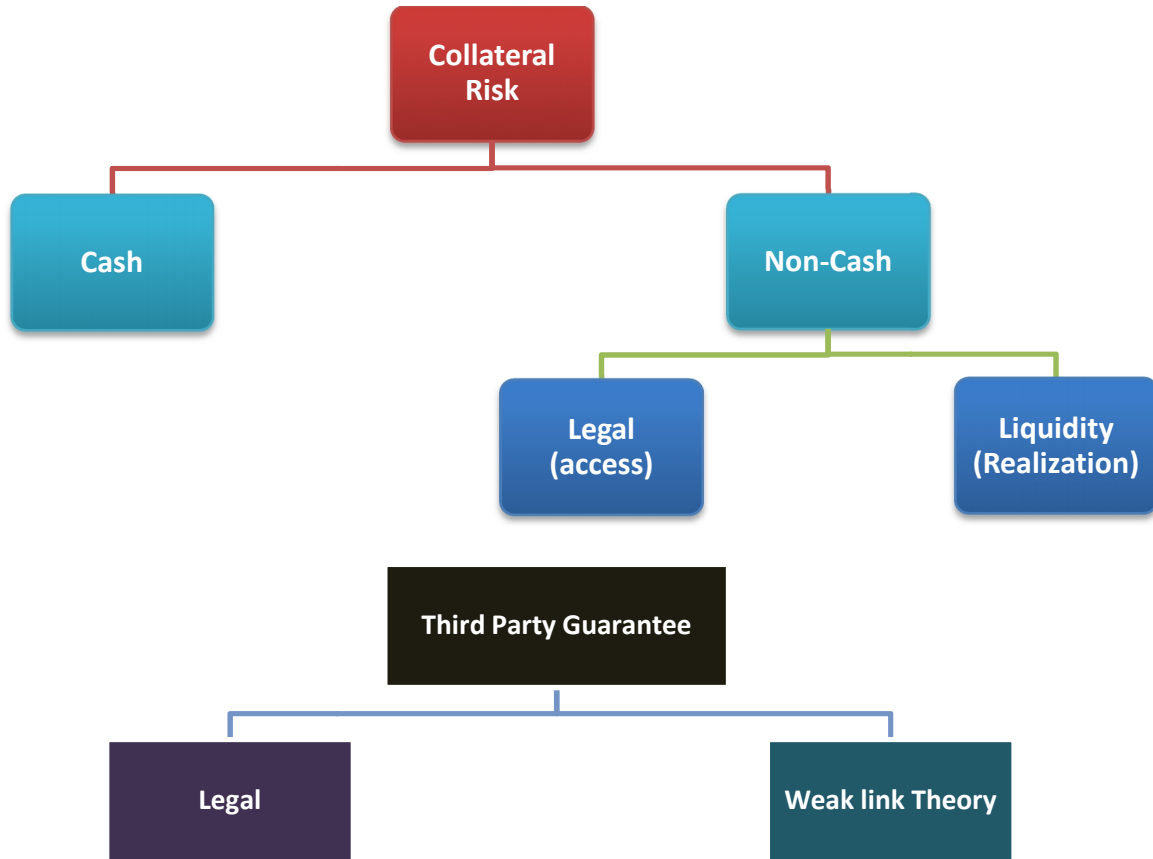 Collateral
Risk
Cash
Non-Cash
Legal
(access)
Liquidity
(Realization)
Third Party Guarantee
Legal
Weak link Theory